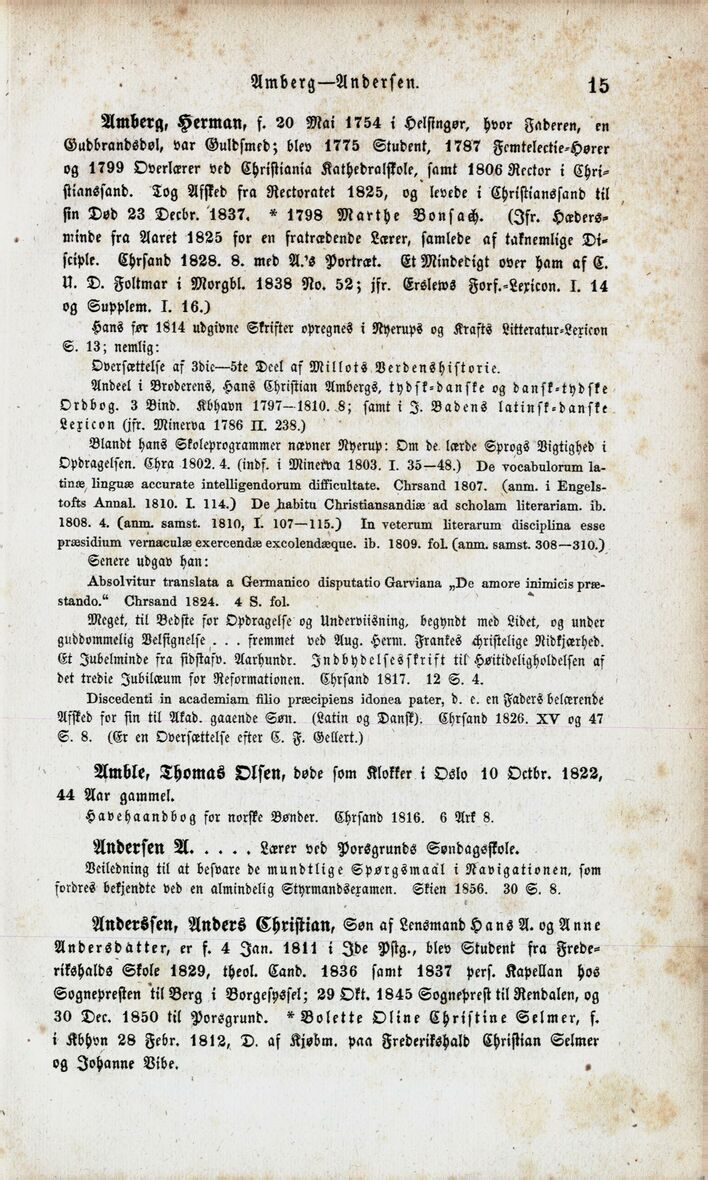 Amberg—Andersen. 15
Amberg, Herman, f. 20 Mai 1754 i Helsingør, hvor Faderen, en
Gudbrandsdøl, var Guldsmed; blev 1775 Student, 1787 Femtelectie-Hører
og 1799 Overlærer ved Christiania Kathedralskole, samt 1806 Rector i Chri-
stianssand. Tog Afsked fra Rectoratet 1825, og levede i Christianssand til
sin Død 23 Decbr. 1837. * 1798 Marthe Bonsach. (Jfr. Hæders-
minde fra Aaret 1825 for en fratrædende Lærer, samlede af taknemlige Di-
sciple. Chrsand 1828. 8. med A.'s Portræt. Et Mindedigt over ham af C.
U. D. Foltmar i Morgbl. 1838 No. 52; jfr. Erslews Forf.-Lexicon. I. 14
og Supplem. I. 16.)
Hans før 1814 udgivne Skrifter opregnes i Nyerups og Krafts Litteratur-Lexicon
S. 13; nemlig:
Oversættelse af 3die—5te Deel af Millots Verdenshistorie.
Andeel i Broderens, Hans Christian Ambergs, tydsk-danske og dansk-tydske
Ordbog. 3 Bind. Kbhavn 1797—1810. 8; samt i J. Badens latinsk-danske
Lexicon (jfr. Minerva 1786 II. 238.)
Blandt hans Skoleprogrammer nævner Nyerup: Om de lærde Sprogs Vigtighed i
Opdragelsen. Chra 1802. 4. (indf. i Minerva 1803. I. 35—48.) De vocabulorum la-
tinæ linguæ accurate intelligendorum difficultate. Chrsand 1807. (anm. i Engels-
tofts Annal. 1810. I. 114.) De habitu Christiansandiæ ad scholam literariam. ib.
1808. 4. (anm. samst. 1810, I. 107—115.) In veterum literarum disciplina esse
præsidium vernaculæ exercendæ excolendæque. ib. 1809. fol. (anm. samst. 308—310.)
Senere udgav han:
Absolvitur translata a Germanico disputatio Garviana „De amore inimicis præ-
stando.“ Chrsand 1824. 4 S. fol.
Meget, til Bedste for Opdragelse og Underviisning, begyndt med Lidet, og under
guddommelig Velsignelse . . . fremmet ved Aug. Herm. Frankes christelige Nidkjærhed.
Et Jubelminde fra sidstafv. Aarhundr. Indbydelsesskrift til Høitideligholdelsen af
det tredie Jubilæum for Reformationen. Chrsand 1817. 12 S. 4.
Discedenti in academiam filio præcipiens idonea pater, d. e. en Faders belærende
Afsked for sin til Akad. gaaende Søn. (Latin og Dansk). Chrsand 1826. XV og 47
S. 8. (Er en Oversættelse efter C. F. Gellert.)
Amble, Thomas Olsen, døde som Klokker i Oslo 10 Octbr. 1822,
44 Aar gammel.
Havehaandbog for norske Bønder. Chrsand 1816. 6 Ark 8.
Andersen A. . . . . Lærer ved Porsgrunds Søndagsskole.
Veiledning til at besvare de mundtlige Spørgsmaal i Navigationen, som
fordres bekjendte ved en almindelig Styrmandsexamen. Skien 1856. 30 S. 8.
Anderssen, Anders Christian, Søn af Lensmand Hans A. og Anne
Andersdatter, er f. 4 Jan. 1811 i Ide Pstg., blev Student fra Frede-
rikshalds Skole 1829, theol. Cand. 1836 samt 1837 pers. Kapellan hos
Sognepresten til Berg i Borgesyssel; 29 Okt. 1845 Sogneprest til Rendalen, og
30 Dec. 1850 til Porsgrund. * Bolette Oline Christine Selmer, f.
i Kbhvn 28 Febr. 1812, D. af Kjøbm. paa Frederikshald Christian Selmer
og Johanne Vibe.